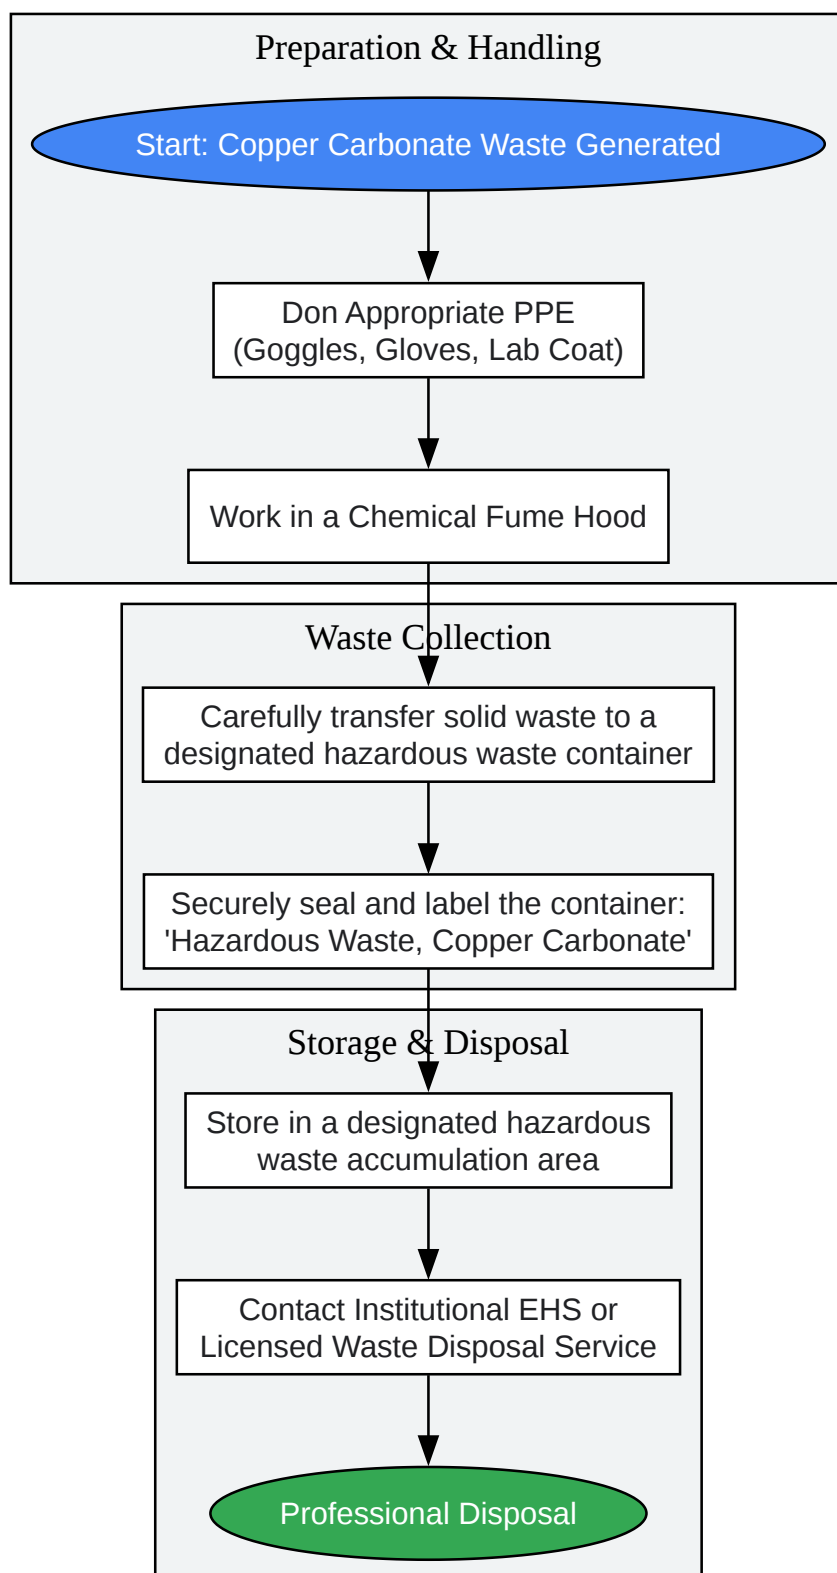 Preparation & Handling
Start: Copper Carbonate Waste Generated
Don Appropriate PPE
(Goggles, Gloves, Lab Coat)
Work in a Chemical Fume Hood
Waste Collection
Carefully transfer solid waste to a
designated hazardous waste container
Securely seal and label the container:
'Hazardous Waste, Copper Carbonate'
Storage & Disposal
Store in a designated hazardous
waste accumulation area
Contact Institutional EHS or
Licensed Waste Disposal Service
Professional Disposal